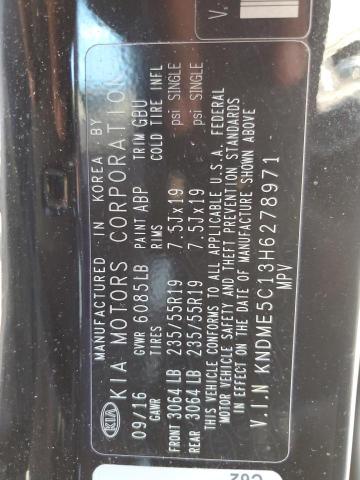 MANUFACTURED IN KOREA BY
KIA KIA MOTORS CORPORATION
09/16 GVWR 6085LB PAINT ABP TRIM GBU
GAWR TIRES RIMS COLD TIRE INFL
FRONT 3064 LB 235/55R19 7.5Jx19 psi SINGLE
REAR 3064 LB 235/55R19 7.5Jx19 psi SINGLE
THIS VEHICLE CONFORMS TO ALL APPLICABLE U.S.A. FEDERAL
MOTOR VEHICLE SAFETY AND THEFT PREVENTION STANDARDS
IN EFFECT ON THE DATE OF MANUFACTURE SHOWN ABOVE
V.I.N KNDME5C13H6278971
MPV
V.
C62